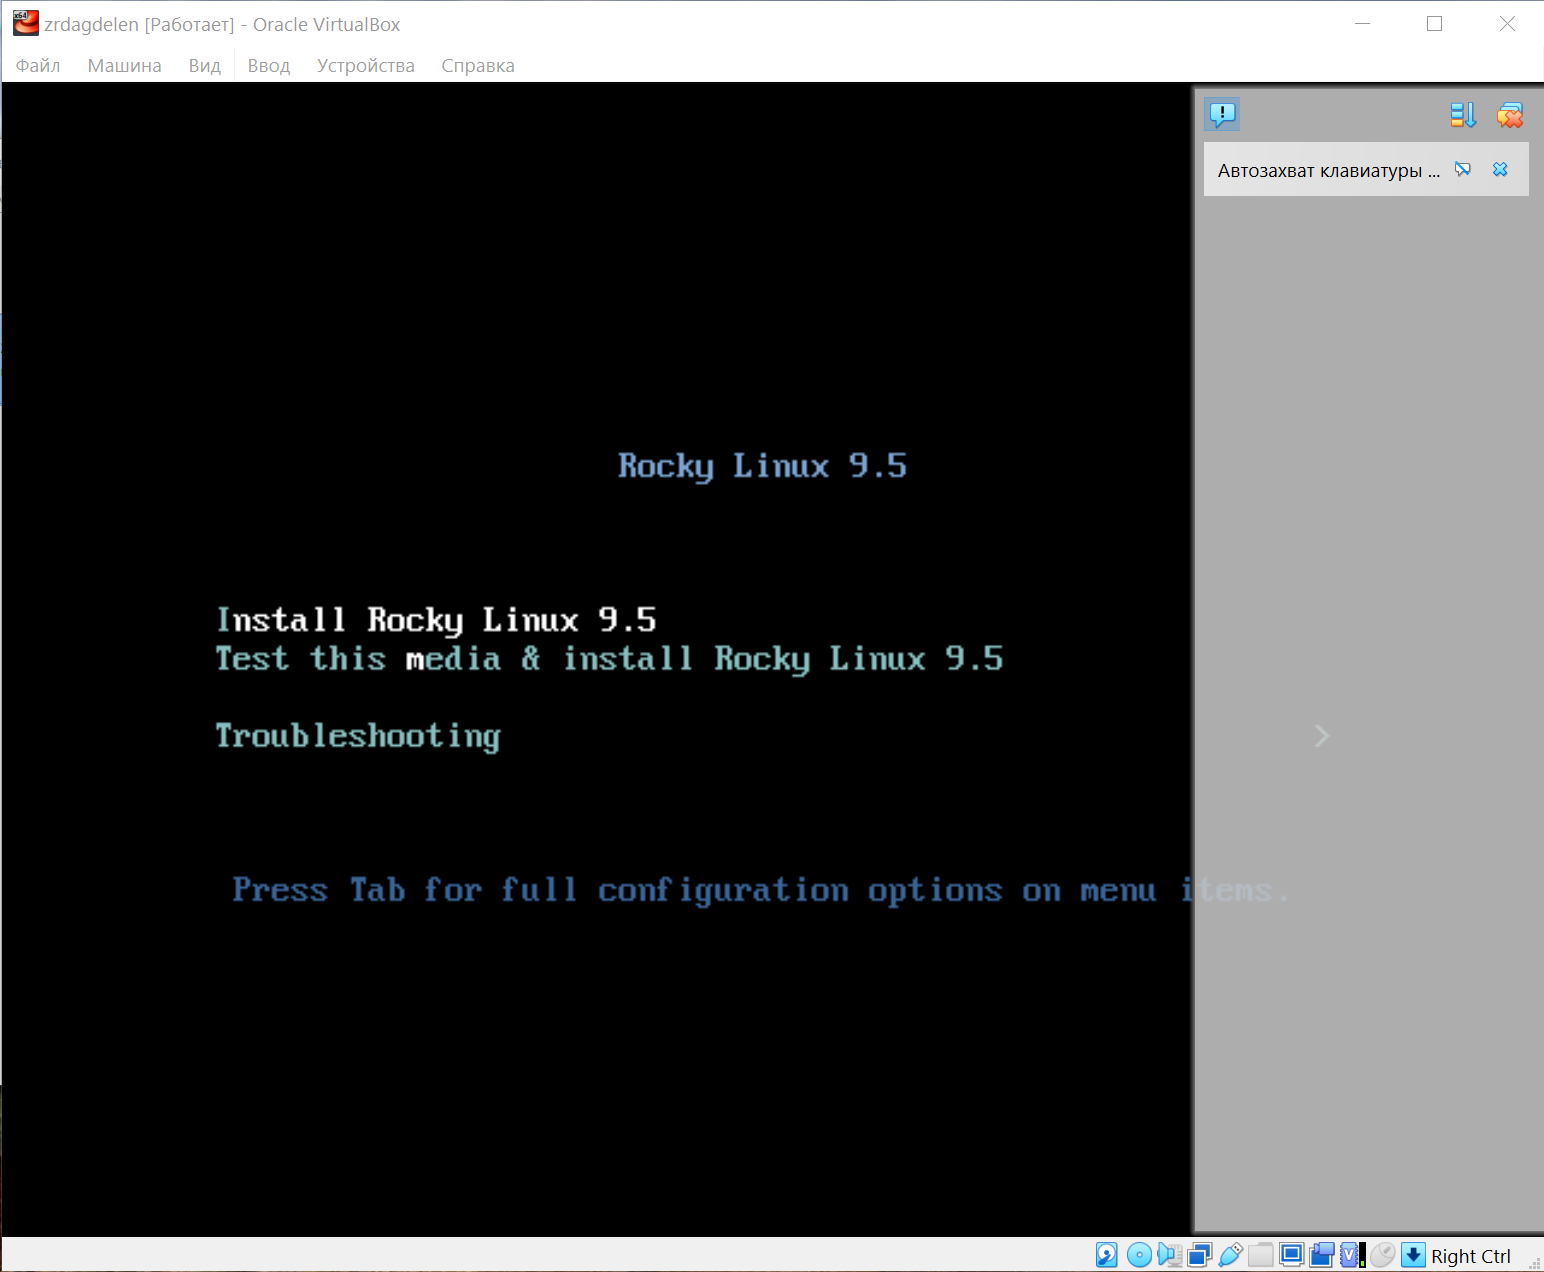 zrdagdelen [Работает] - Oracle VirtualBox
Файл Машина Вид Ввод Устройства Справка
Автозахват клавиатуры ...
Rocky Linux 9.5
Install Rocky Linux 9.5
Test this media & install Rocky Linux 9.5
Troubleshooting >
Press Tab for full configuration options on menu items.
Right Ctrl